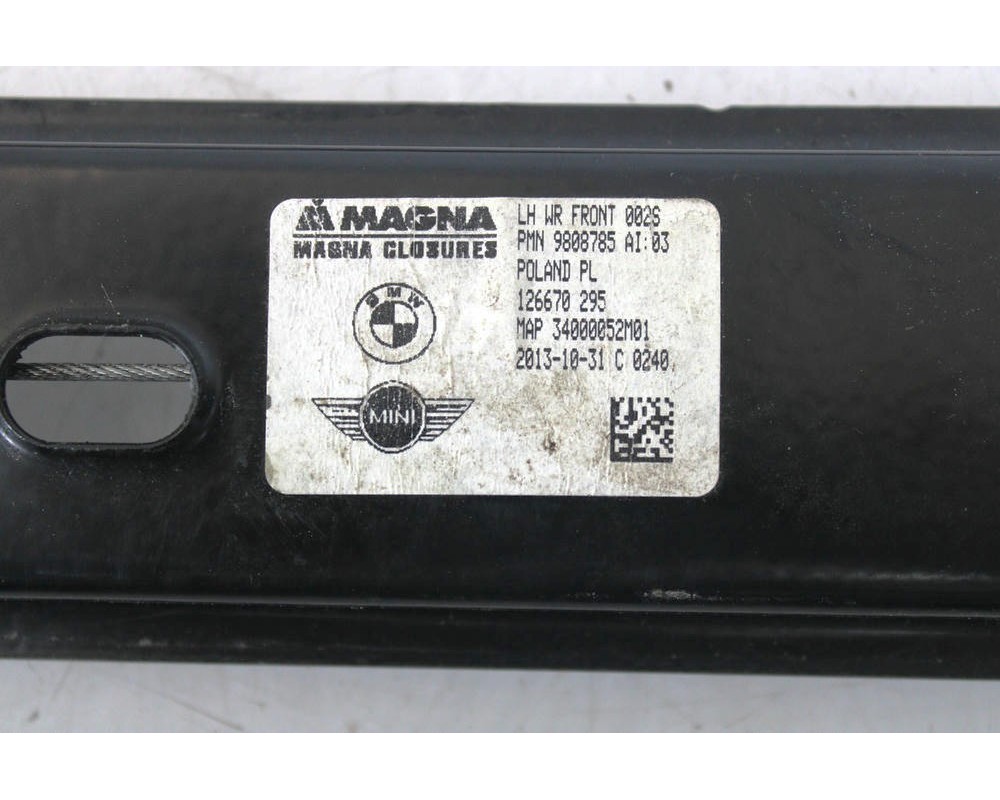 MAGNA
MAGNA CLOSURES
BMW
MINI
LH WR FRONT 002S
PMN 9808785 AI:03
POLAND PL
126670 295
MAP 34000052M01
2013-10-31 C 0240